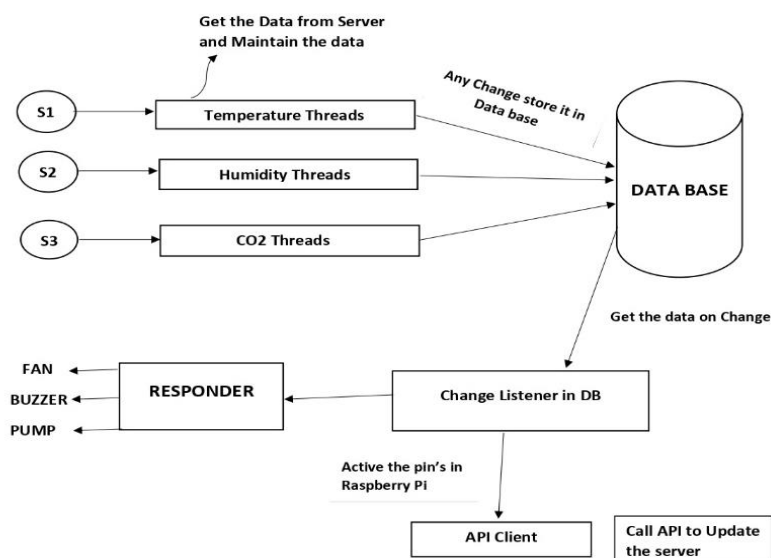 Get the Data from Server
and Maintain the data
Any Change store it in
Data base
S1
Temperature Threads
S2
Humidity Threads
DATA BASE
S3
CO2 Threads
Get the data on Change
FAN
BUZZER
PUMP
RESPONDER
Change Listener in DB
Active the pin's in
Raspberry Pi
API Client
Call API to Update
the server